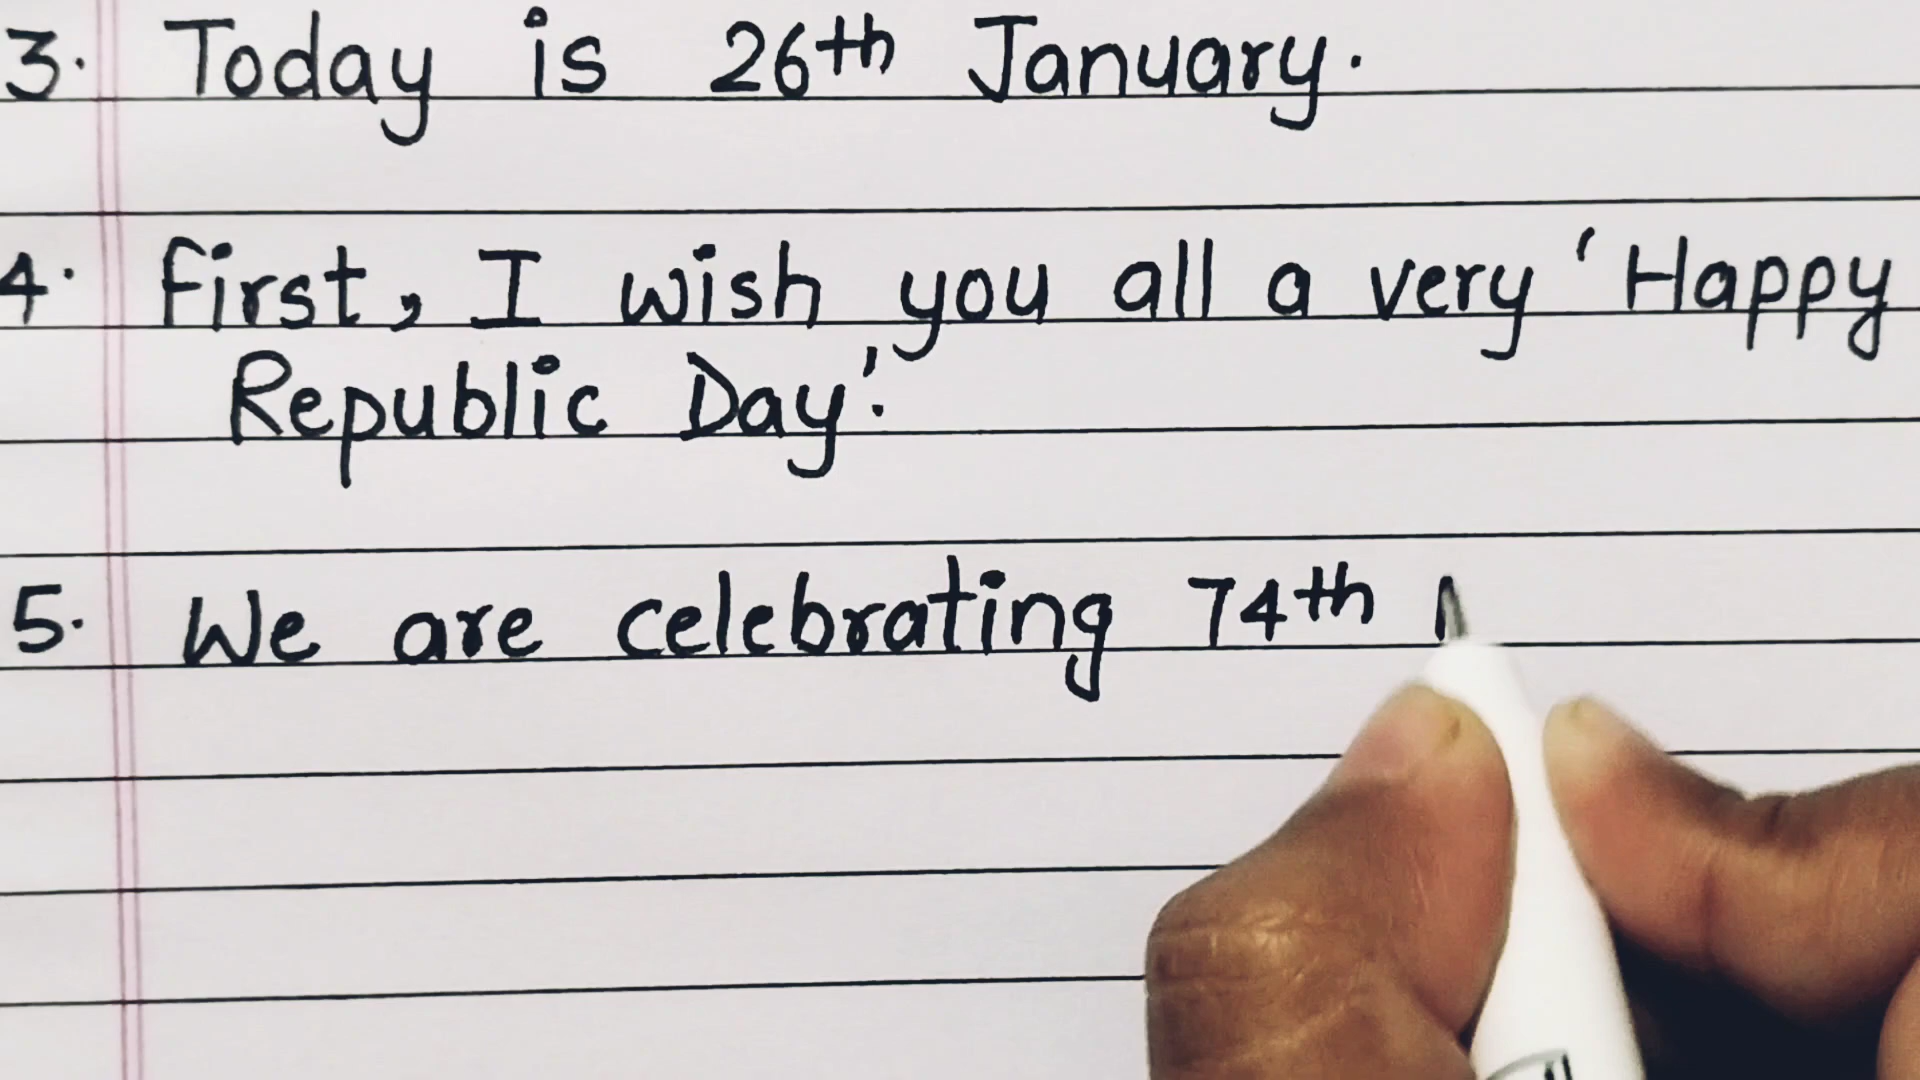 3. Today is 26th January.
4. First, I wish you all a very 'Happy
Republic Day'.
5. We are celebrating 74th